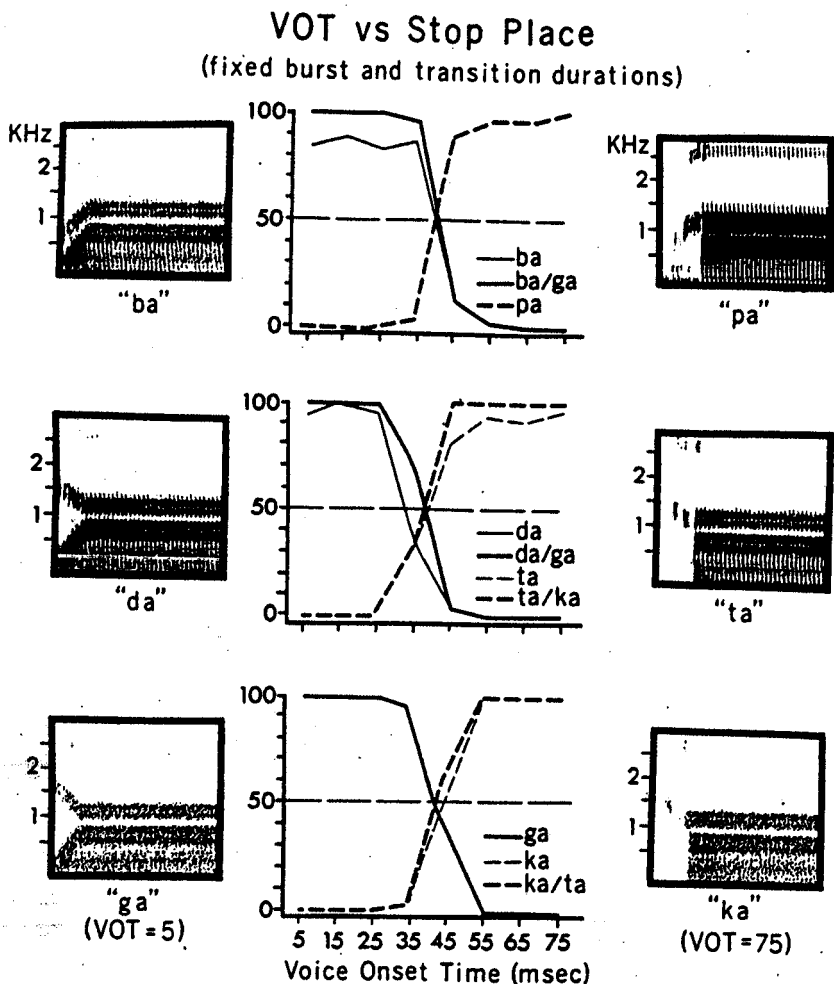 VOT vs Stop Place
(fixed burst and transition durations)
KHz
2
1
"ba"
100
50
0
ba
ba/ga
pa
KHz
2
1
"pa"
2
1
"da"
100
50
0
da
da/ga
ta
ta/ka
2
1
"ta"
2
1
"ga"
(VOT=5)
100
50
0
ga
ka
ka/ta
5 15 25 35 45 55 65 75
Voice Onset Time (msec)
2
1
"ka"
(VOT=75)